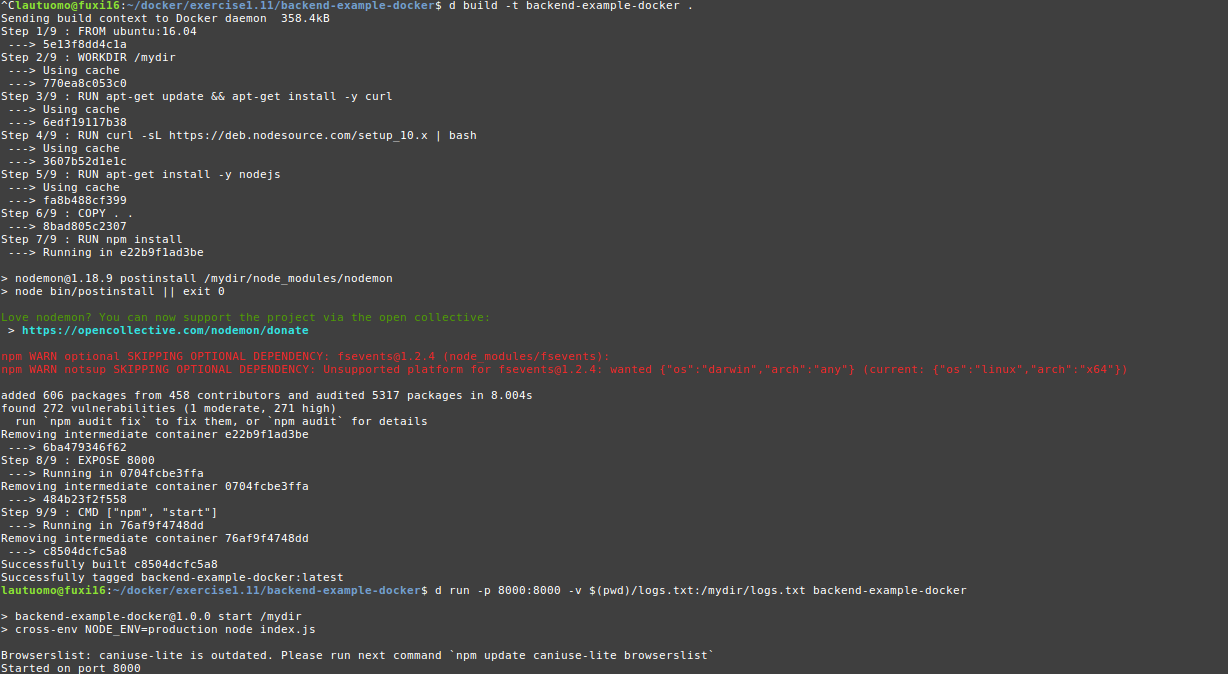 ^Clautuomo@fuxi16:~/docker/exercise1.11/backend-example-docker$ d build -t backend-example-docker .
Sending build context to Docker daemon  358.4kB
Step 1/9 : FROM ubuntu:16.04
 ---> 5e13f8dd4c1a
Step 2/9 : WORKDIR /mydir
 ---> Using cache
 ---> 770ea8c053c0
Step 3/9 : RUN apt-get update && apt-get install -y curl
 ---> Using cache
 ---> 6edf19117b38
Step 4/9 : RUN curl -sL https://deb.nodesource.com/setup_10.x | bash
 ---> Using cache
 ---> 3607b52d1e1c
Step 5/9 : RUN apt-get install -y nodejs
 ---> Using cache
 ---> fa8b488cf399
Step 6/9 : COPY . .
 ---> 8bad805c2307
Step 7/9 : RUN npm install
 ---> Running in e22b9f1ad3be

> nodemon@1.18.9 postinstall /mydir/node_modules/nodemon
> node bin/postinstall || exit 0

Love nodemon? You can now support the project via the open collective:
 > https://opencollective.com/nodemon/donate

npm WARN optional SKIPPING OPTIONAL DEPENDENCY: fsevents@1.2.4 (node_modules/fsevents):
npm WARN notsup SKIPPING OPTIONAL DEPENDENCY: Unsupported platform for fsevents@1.2.4: wanted {"os":"darwin","arch":"any"} (current: {"os":"linux","arch":"x64"})

added 606 packages from 458 contributors and audited 5317 packages in 8.004s
found 272 vulnerabilities (1 moderate, 271 high)
  run `npm audit fix` to fix them, or `npm audit` for details
Removing intermediate container e22b9f1ad3be
 ---> 6ba479346f62
Step 8/9 : EXPOSE 8000
 ---> Running in 0704fcbe3ffa
Removing intermediate container 0704fcbe3ffa
 ---> 484b23f2f558
Step 9/9 : CMD ["npm", "start"]
 ---> Running in 76af9f4748dd
Removing intermediate container 76af9f4748dd
 ---> c8504dcfc5a8
Successfully built c8504dcfc5a8
Successfully tagged backend-example-docker:latest
lautuomo@fuxi16:~/docker/exercise1.11/backend-example-docker$ d run -p 8000:8000 -v $(pwd)/logs.txt:/mydir/logs.txt backend-example-docker

> backend-example-docker@1.0.0 start /mydir
> cross-env NODE_ENV=production node index.js

Browserslist: caniuse-lite is outdated. Please run next command `npm update caniuse-lite browserslist`
Started on port 8000